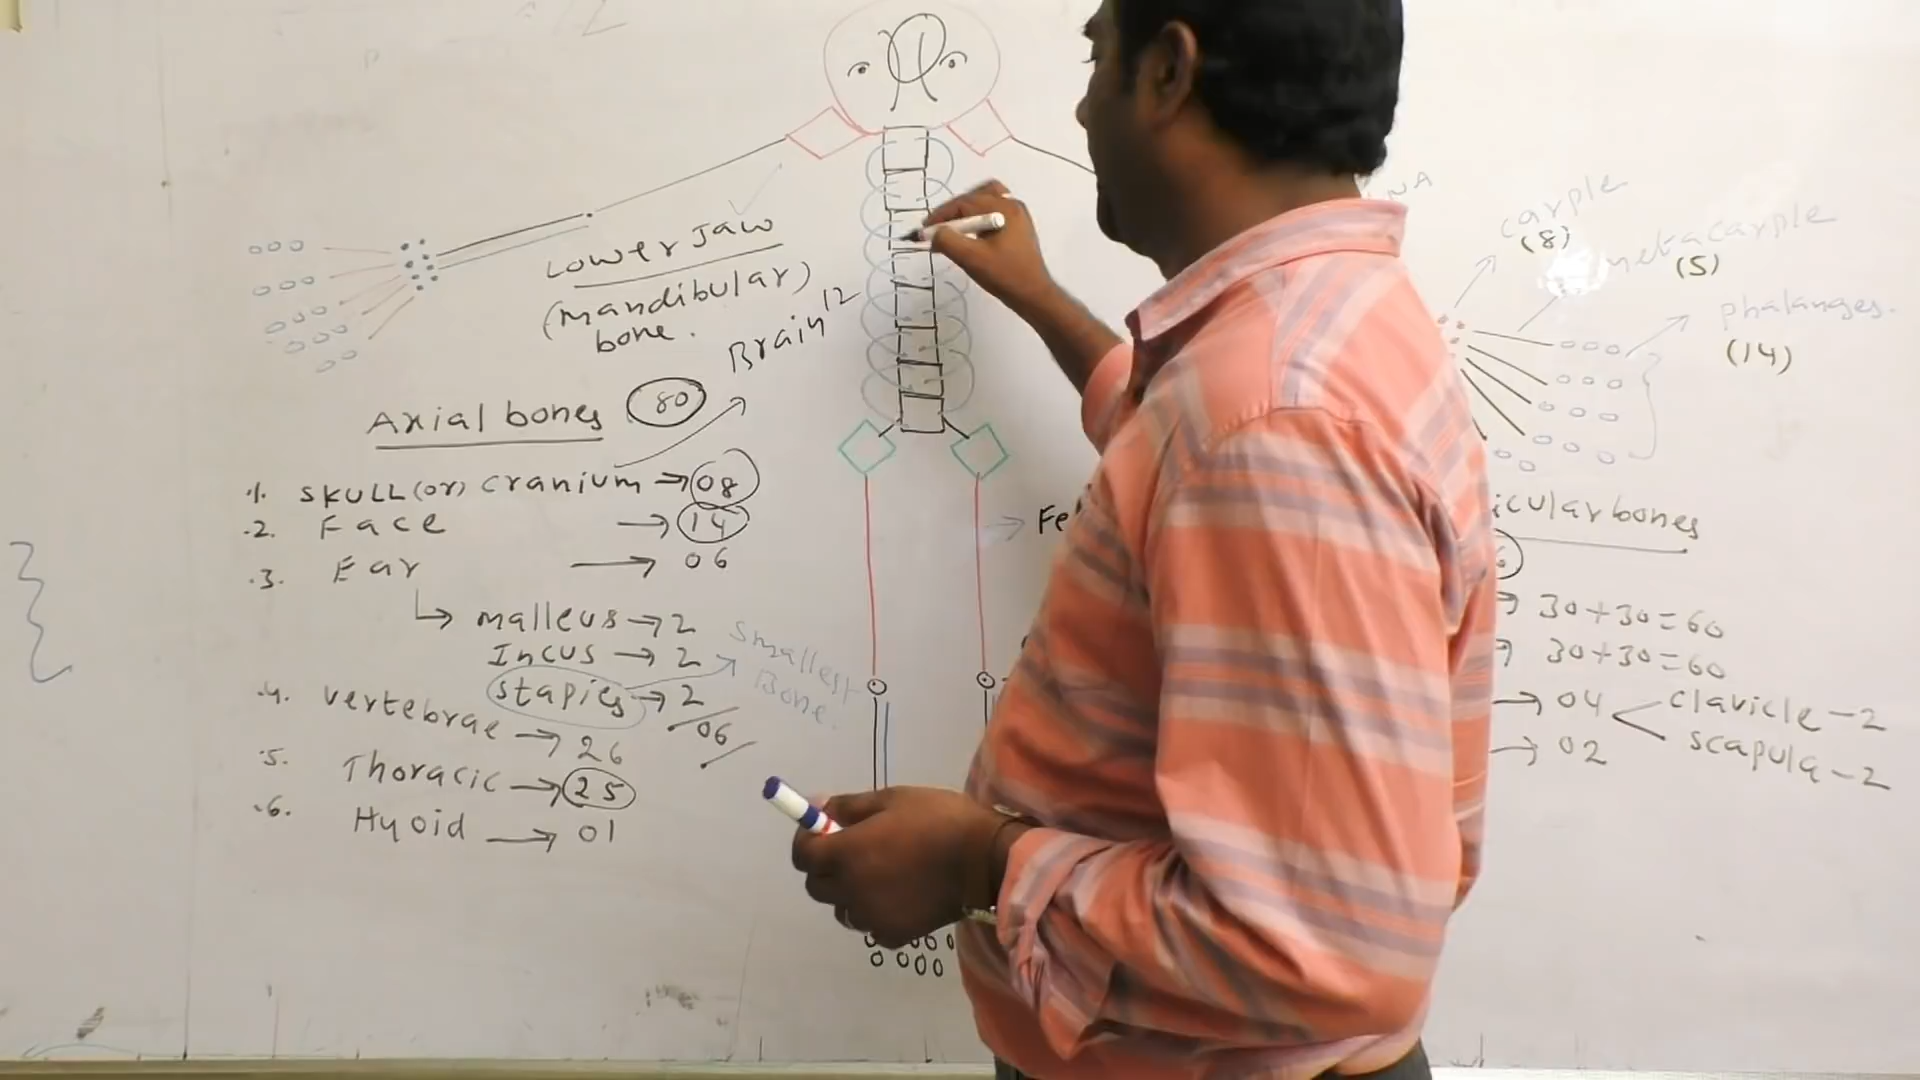 Lower Jaw
(mandibular)
bone.
Brain 12
Axial bones 80
.1. SKULL (or) cranium → 08
.2. Face → 14
.3. Ear → 06
↳ malleus → 2
Incus → 2
stapies → 2
06
smallest
Bone.
.4. vertebrae → 26
.5. Thoracic → 25
.6. Hyoid → 01
Fe
NA
carple
(8)
metacarple
(5)
phalanges.
(14)
icular bones
6
→ 30+30=60
→ 30+30=60
→ 04 < clavicle-2
scapula-2
→ 02